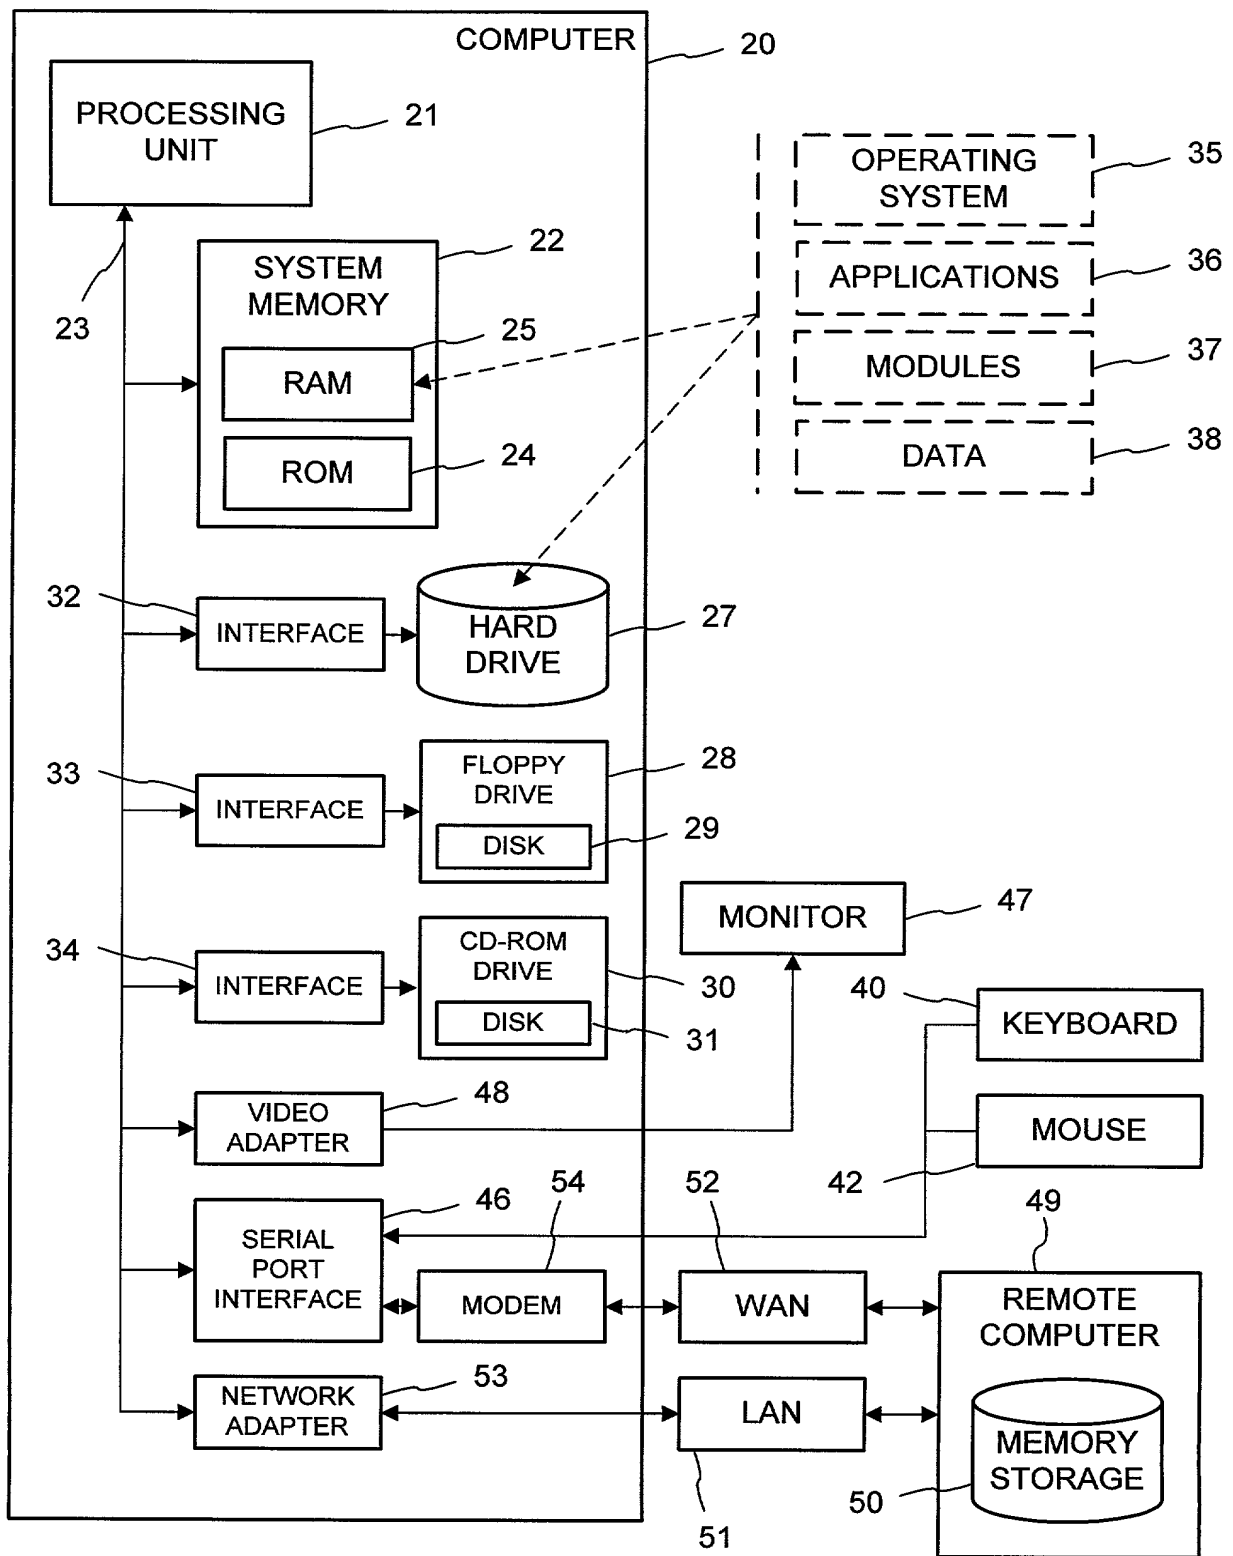 COMPUTER
20
PROCESSING
UNIT
21
23
22
SYSTEM
MEMORY
25
RAM
ROM
24
OPERATING
SYSTEM
35
APPLICATIONS
36
MODULES
37
DATA
38
32
INTERFACE
HARD
DRIVE
27
33
INTERFACE
FLOPPY
DRIVE
28
DISK
29
34
INTERFACE
CD-ROM
DRIVE
30
DISK
31
MONITOR
47
40
KEYBOARD
MOUSE
42
VIDEO
ADAPTER
48
SERIAL
PORT
INTERFACE
46
54
MODEM
52
WAN
49
REMOTE
COMPUTER
MEMORY
STORAGE
50
NETWORK
ADAPTER
53
LAN
51